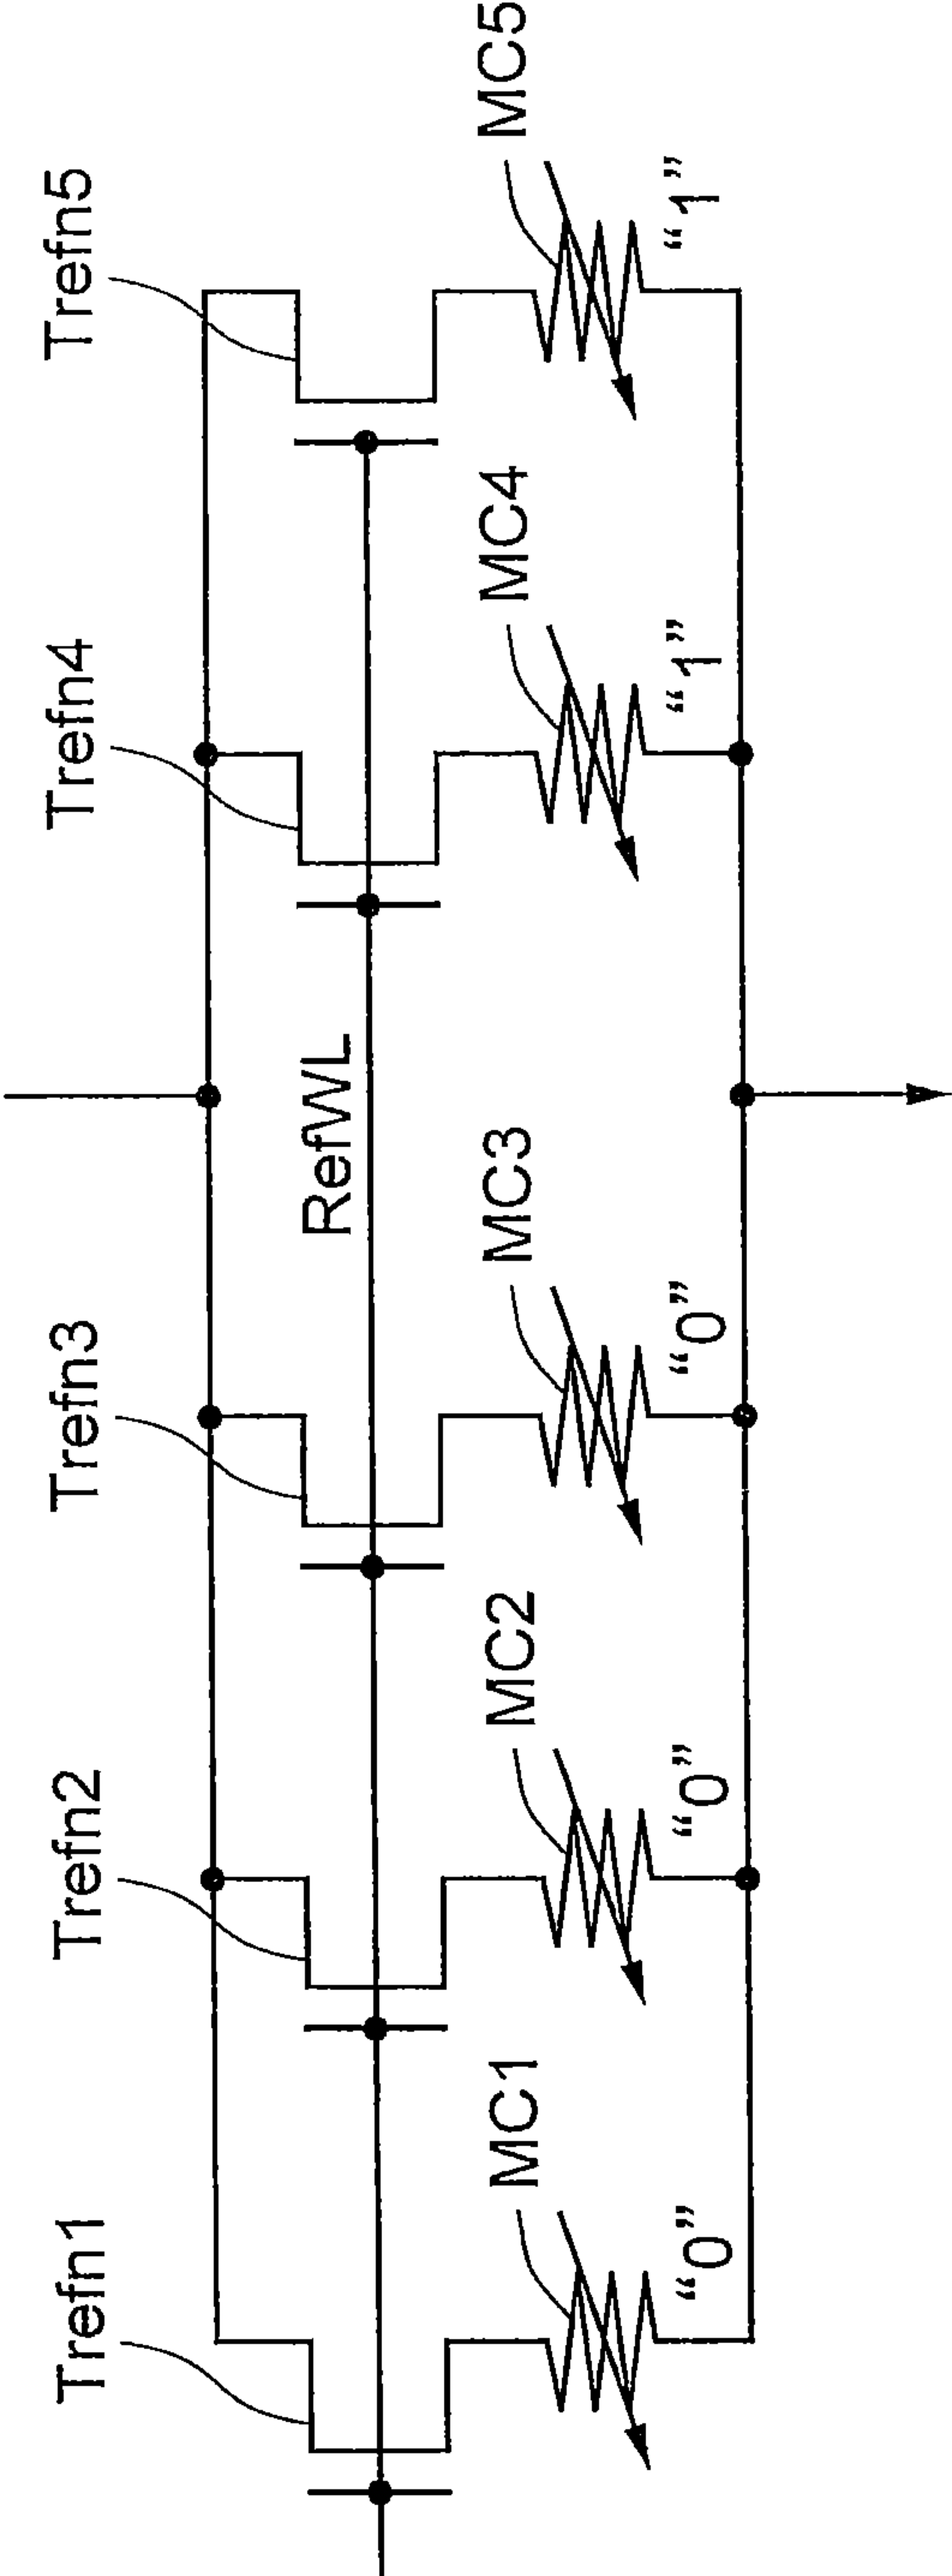 Trefn1
Trefn2
Trefn3
Trefn4
Trefn5
RefWL
MC1
MC2
MC3
MC4
MC5
“0”
“0”
“0”
“1”
“1”